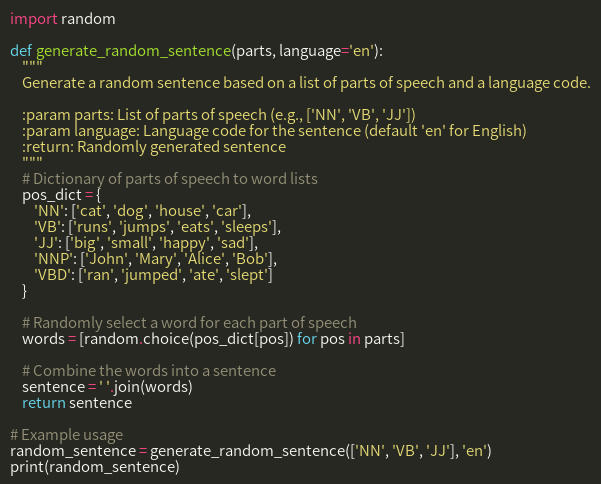 import random

def generate_random_sentence(parts, language='en'):
    """
    Generate a random sentence based on a list of parts of speech and a language code.

    :param parts: List of parts of speech (e.g., ['NN', 'VB', 'JJ'])
    :param language: Language code for the sentence (default 'en' for English)
    :return: Randomly generated sentence
    """
    # Dictionary of parts of speech to word lists
    pos_dict = {
        'NN': ['cat', 'dog', 'house', 'car'],
        'VB': ['runs', 'jumps', 'eats', 'sleeps'],
        'JJ': ['big', 'small', 'happy', 'sad'],
        'NNP': ['John', 'Mary', 'Alice', 'Bob'],
        'VBD': ['ran', 'jumped', 'ate', 'slept']
    }

    # Randomly select a word for each part of speech
    words = [random.choice(pos_dict[pos]) for pos in parts]

    # Combine the words into a sentence
    sentence = ' '.join(words)
    return sentence

# Example usage
random_sentence = generate_random_sentence(['NN', 'VB', 'JJ'], 'en')
print(random_sentence)